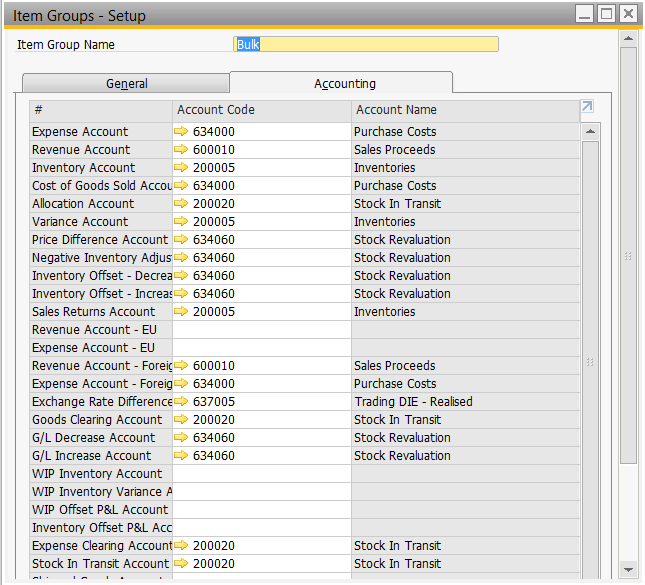 Item Groups - Setup
Item Group Name Bulk
General Accounting
# Account Code Account Name
Expense Account 634000 Purchase Costs
Revenue Account 600010 Sales Proceeds
Inventory Account 200005 Inventories
Cost of Goods Sold Accou 634000 Purchase Costs
Allocation Account 200020 Stock In Transit
Variance Account 200005 Inventories
Price Difference Account 634060 Stock Revaluation
Negative Inventory Adjus 634060 Stock Revaluation
Inventory Offset - Decrea 634060 Stock Revaluation
Inventory Offset - Increas 634060 Stock Revaluation
Sales Returns Account 200005 Inventories
Revenue Account - EU
Expense Account - EU
Revenue Account - Foreig 600010 Sales Proceeds
Expense Account - Foreig 634000 Purchase Costs
Exchange Rate Difference 637005 Trading DIE - Realised
Goods Clearing Account 200020 Stock In Transit
G/L Decrease Account 634060 Stock Revaluation
G/L Increase Account 634060 Stock Revaluation
WIP Inventory Account
WIP Inventory Variance A
WIP Offset P&L Account
Inventory Offset P&L Acc
Expense Clearing Account 200020 Stock In Transit
Stock In Transit Account 200020 Stock In Transit